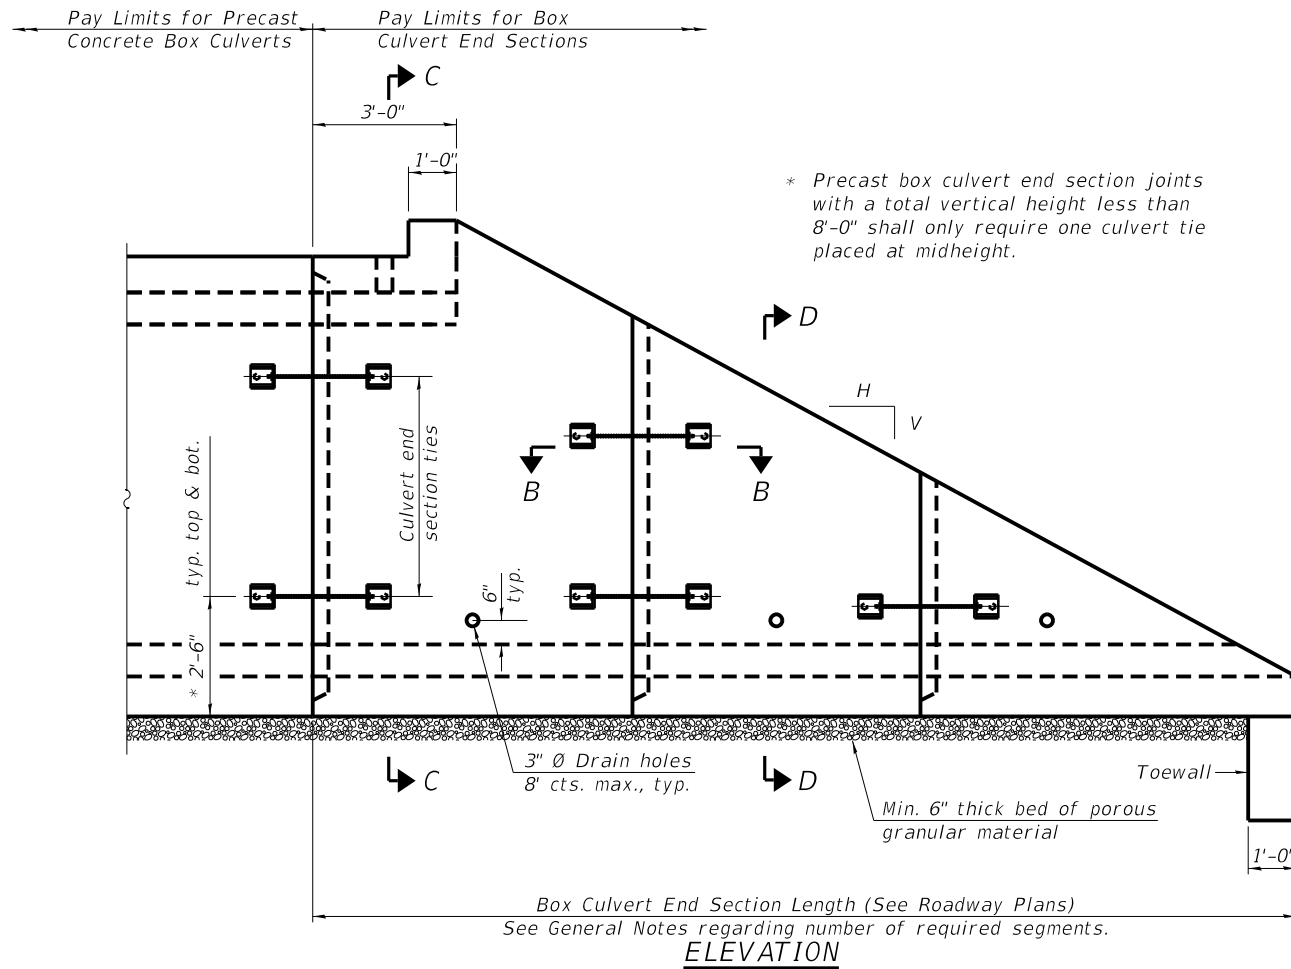 Pay Limits for Precast
Concrete Box Culverts
Pay Limits for Box
Culvert End Sections
C
3'-0"
1'-0"
* Precast box culvert end section joints
with a total vertical height less than
8'-0" shall only require one culvert tie
placed at midheight.
D
H
V
B
B
typ. top & bot.
* 2'-6"
Culvert end
section ties
6"
typ.
C
3" Ø Drain holes
8' cts. max., typ.
D
Min. 6" thick bed of porous
granular material
Toewall
1'-0"
Box Culvert End Section Length (See Roadway Plans)
See General Notes regarding number of required segments.
ELEVATION